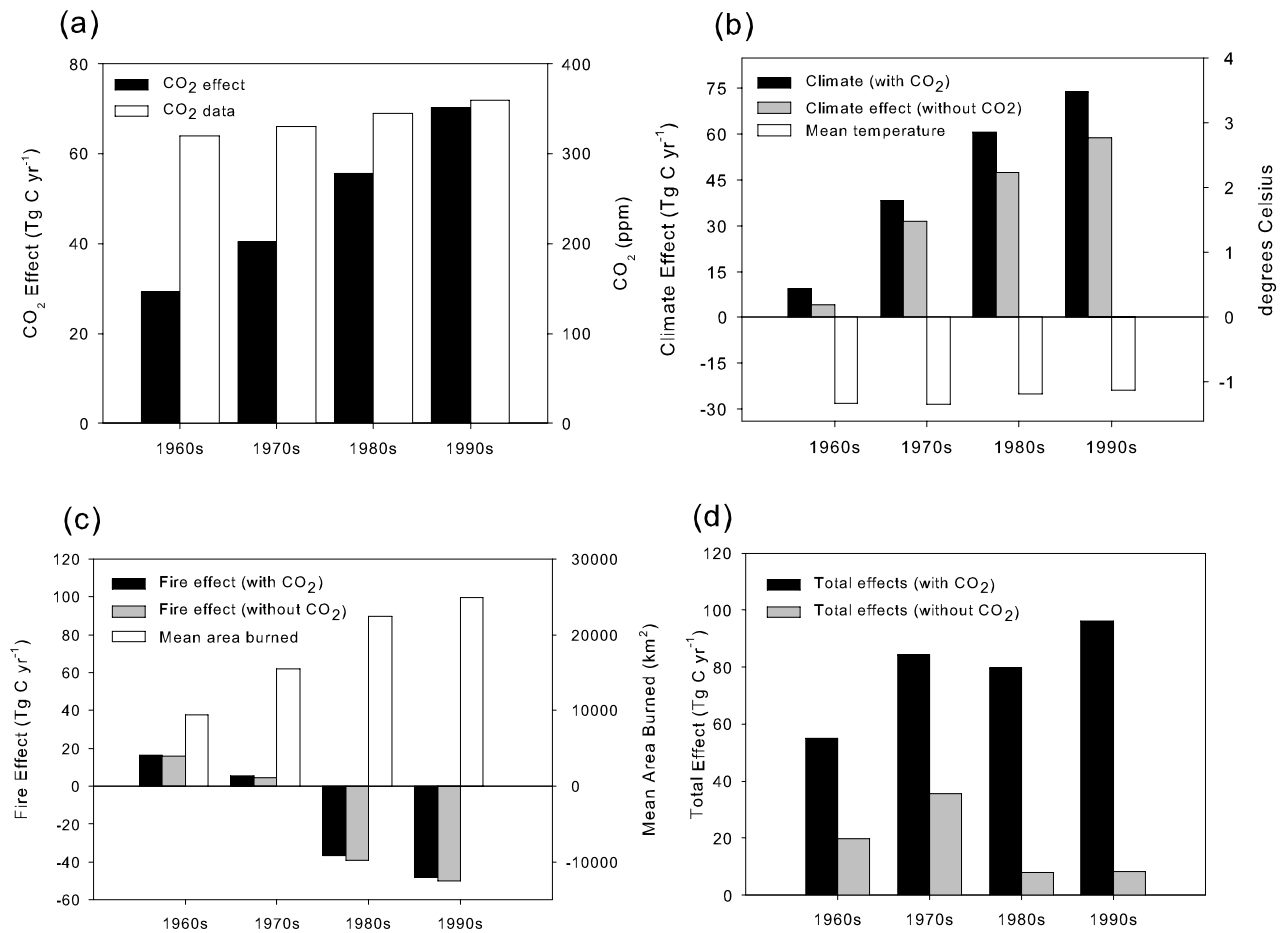 (a)
80
60
40
20
0
CO2 Effect (Tg C yr-1)
CO2 effect
CO2 data
400
300
200
100
0
CO2 (ppm)
1960s 1970s 1980s 1990s
(b)
75
60
45
30
15
0
-15
-30
Climate Effect (Tg C yr-1)
Climate (with CO2)
Climate effect (without CO2)
Mean temperature
4
3
2
1
0
-1
degrees Celsius
1960s 1970s 1980s 1990s
(c)
120
100
80
60
40
20
0
-20
-40
-60
Fire Effect (Tg C yr-1)
Fire effect (with CO2)
Fire effect (without CO2)
Mean area burned
30000
20000
10000
0
-10000
Mean Area Burned (km2)
1960s 1970s 1980s 1990s
(d)
120
100
80
60
40
20
0
Total Effect (Tg C yr-1)
Total effects (with CO2)
Total effects (without CO2)
1960s 1970s 1980s 1990s